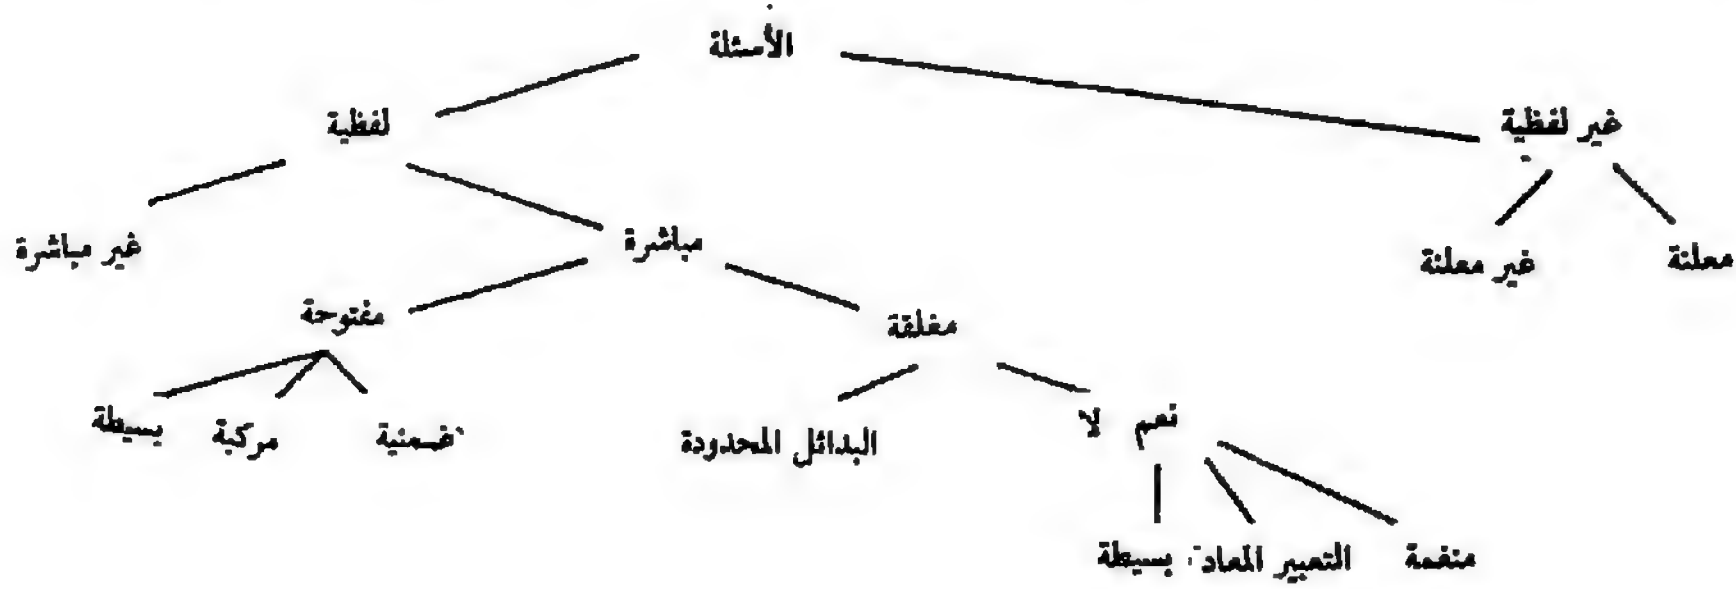 الأسئلة
غير لفظية
لفظية
معلنة
غير معلنة
مباشرة
غير مباشرة
مغلقة
مفتوحة
نعم لا
البدائل المحدودة
ضمنية
مركبة
بسيطة
منغمة
التعبير المعاد
بسيطة